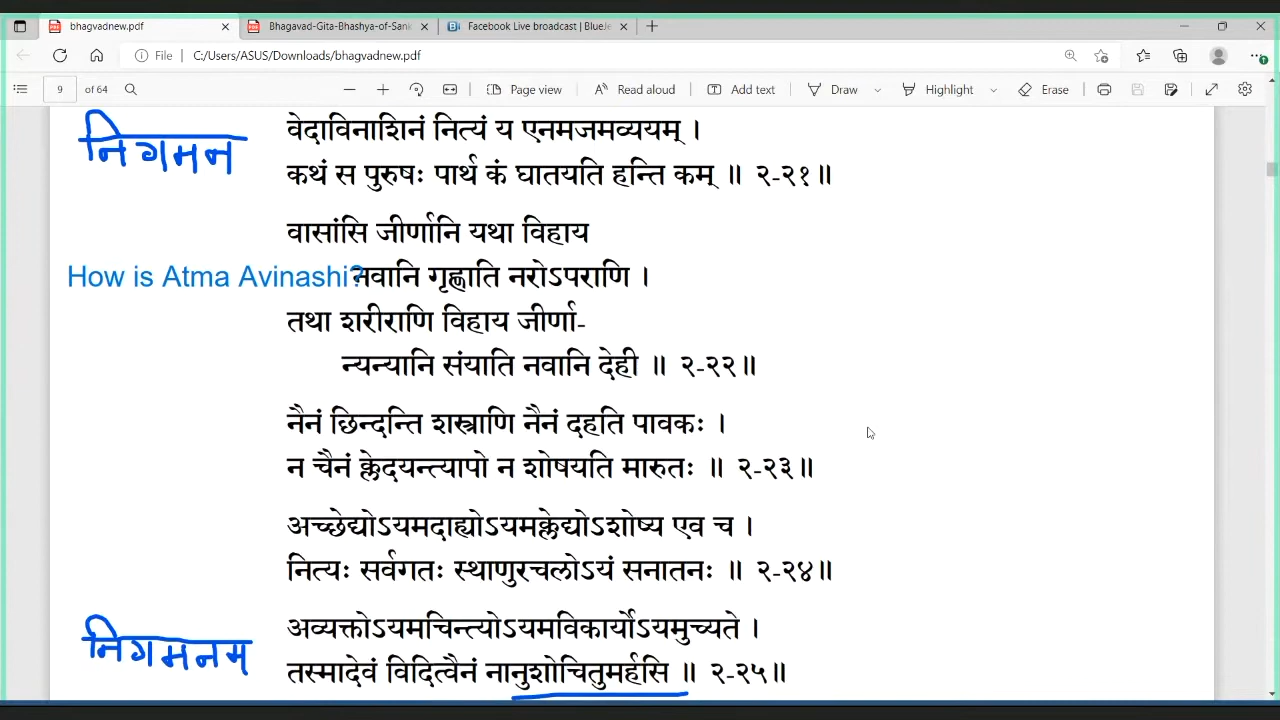 bhagvadnew.pdf
Bhagavad-Gita-Bhashya-of-Sank
Facebook Live broadcast | BlueJe
File C:/Users/ASUS/Downloads/bhagvadnew.pdf
9 of 64 Page view Read aloud Add text Draw Highlight Erase
निगमन
वेदाविनाशिनं नित्यं य एनमजमव्ययम् ।
कथं स पुरुषः पार्थ कं घातयति हन्ति कम् ॥ २-२१॥
वासांसि जीर्णानि यथा विहाय
How is Atma Avinashi?
नवानि गृह्णाति नरोऽपराणि ।
तथा शरीराणि विहाय जीर्णा-
न्यन्यानि संयाति नवानि देही ॥ २-२२॥
नैनं छिन्दन्ति शस्त्राणि नैनं दहति पावकः ।
न चैनं क्लेदयन्त्यापो न शोषयति मारुतः ॥ २-२३॥
अच्छेद्योऽयमदाह्योऽयमक्लेद्योऽशोष्य एव च ।
नित्यः सर्वगतः स्थाणुरचलोऽयं सनातनः ॥ २-२४॥
निगमनम्
अव्यक्तोऽयमचिन्त्योऽयमविकार्योऽयमुच्यते ।
तस्मादेवं विदित्वैनं नानुशोचितुमर्हसि ॥ २-२५॥